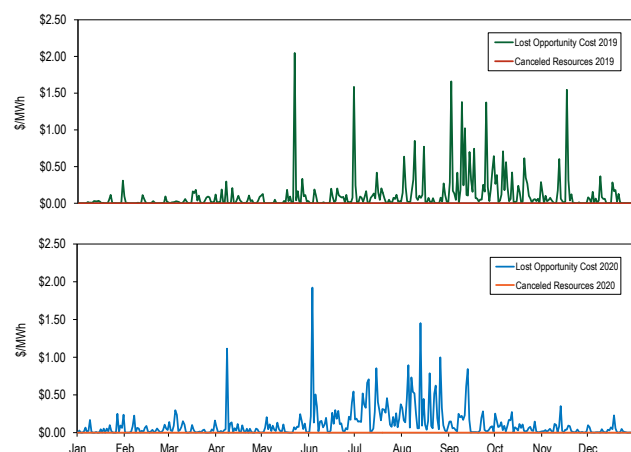 $2.50
$2.00
$1.50
$1.00
$0.50
$0.00
$/MWh
Lost Opportunity Cost 2019
Canceled Resources 2019
$2.50
$2.00
$1.50
$1.00
$0.50
$0.00
$/MWh
Lost Opportunity Cost 2020
Canceled Resources 2020
Jan Feb Mar Apr May Jun Jul Aug Sep Oct Nov Dec